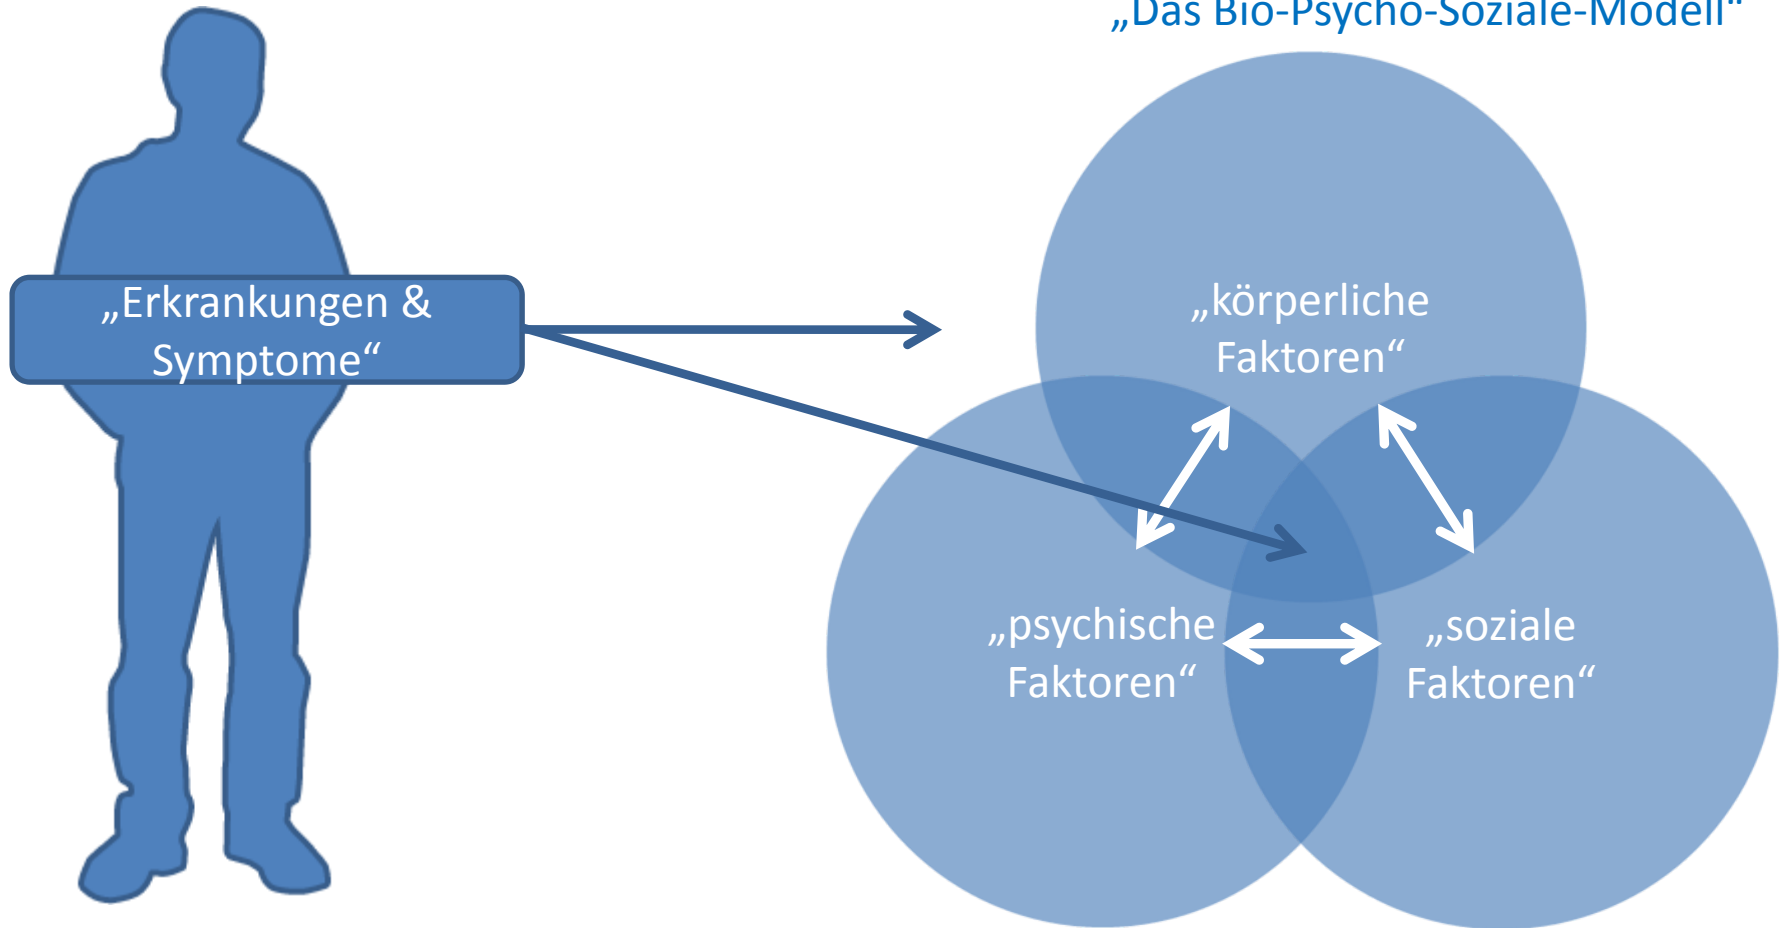 „Das Bio-Psycho-Soziale-Modell“
„Erkrankungen &
Symptome“
„körperliche
Faktoren“
„psychische
Faktoren“
„soziale
Faktoren“